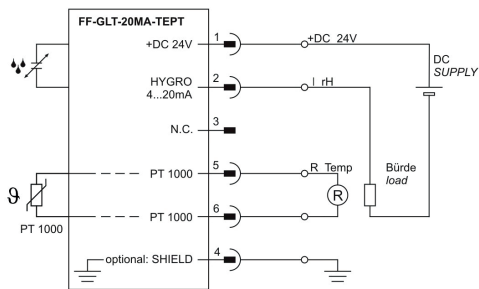 FF-GLT-20MA-TEPT
+DC 24V
1
+DC 24V
DC
SUPPLY
HYGRO
4...20mA
2
I rH
N.C.
3
PT 1000
5
R Temp
Bürde
load
R
ϑ
PT 1000
PT 1000
6
optional: SHIELD
4